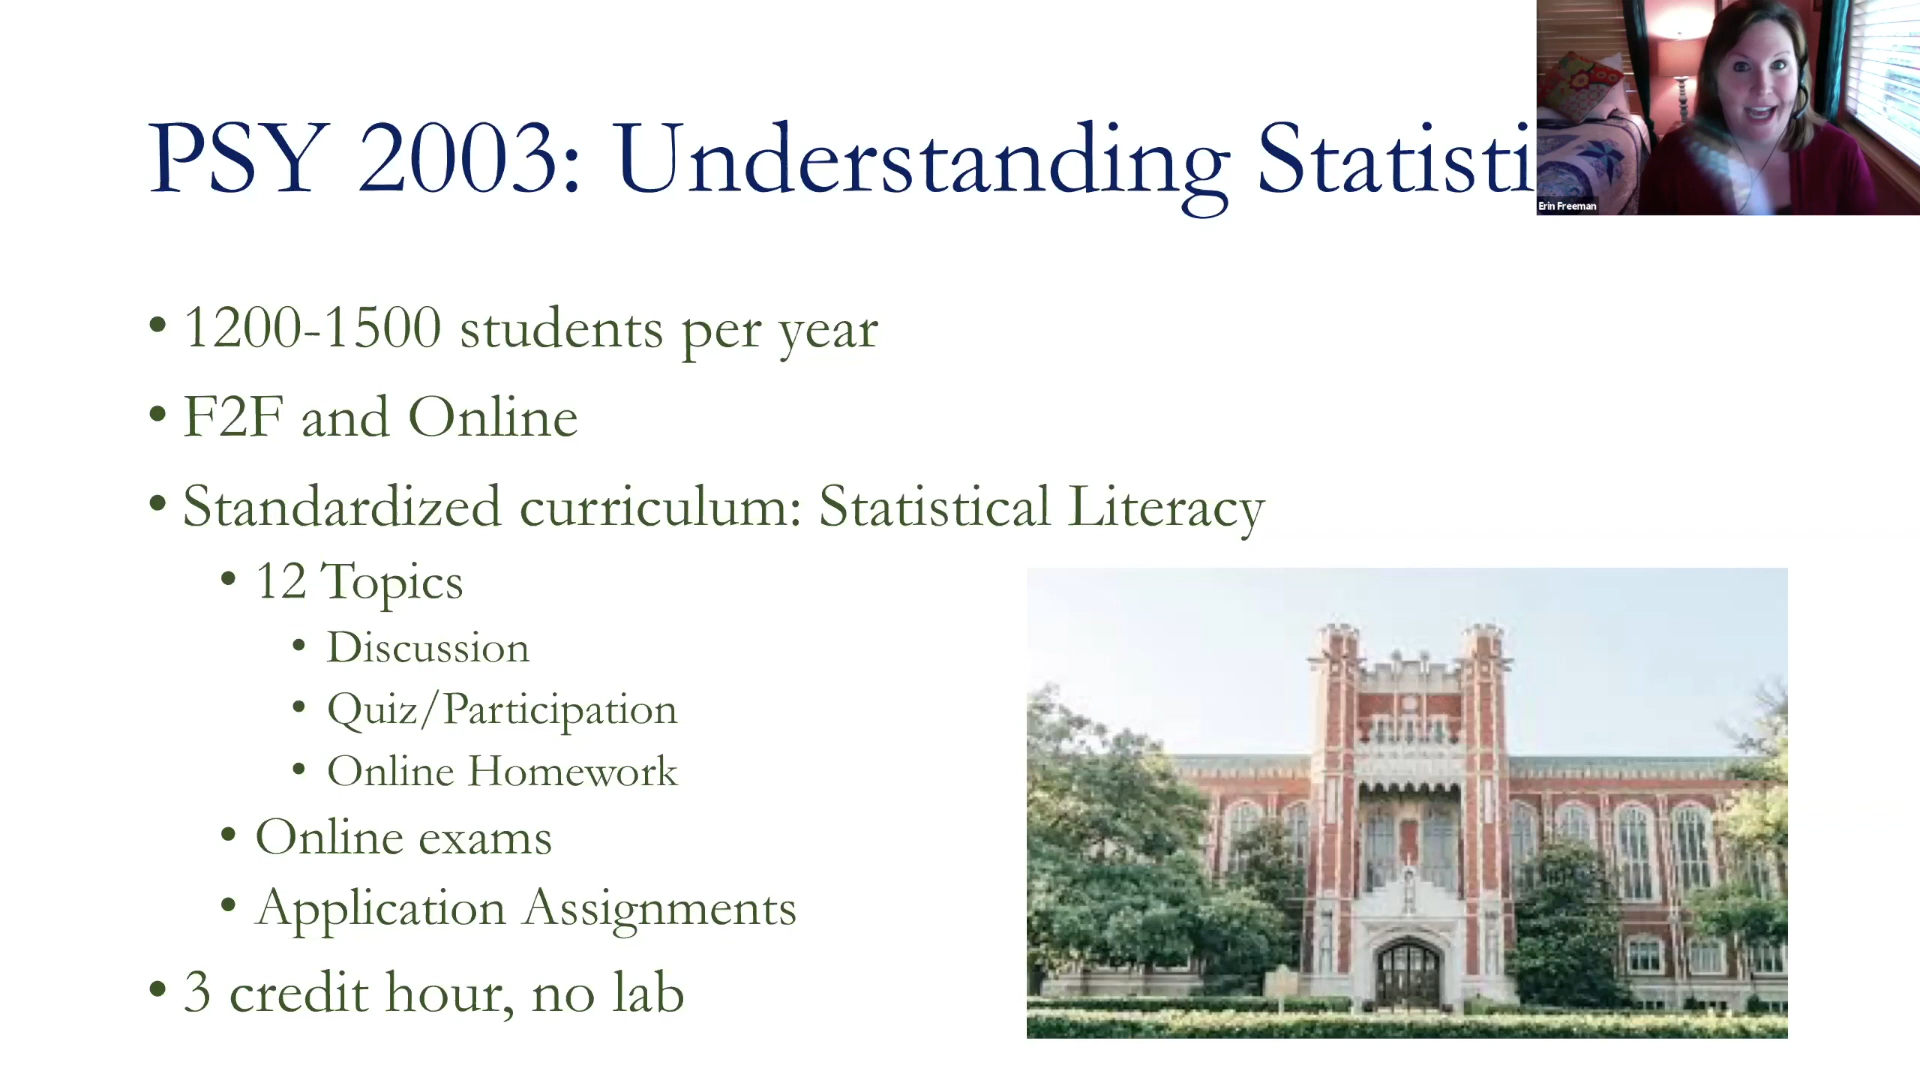 PSY 2003: Understanding Statisti
Erin Freeman
• 1200-1500 students per year
• F2F and Online
• Standardized curriculum: Statistical Literacy
• 12 Topics
• Discussion
• Quiz/Participation
• Online Homework
• Online exams
• Application Assignments
• 3 credit hour, no lab